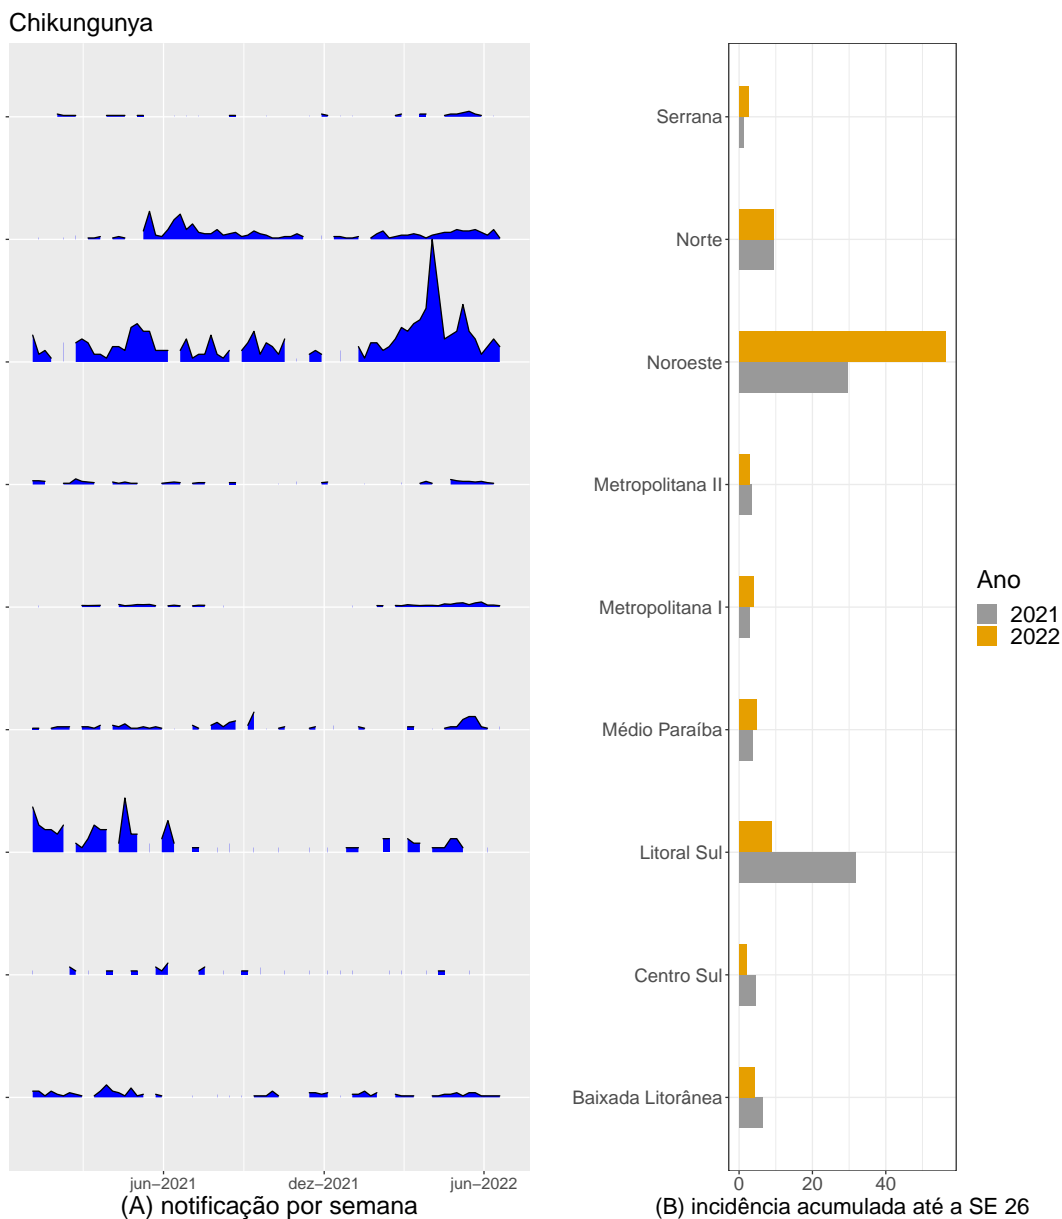 Chikungunya
Serrana
Norte
Noroeste
Metropolitana II
Metropolitana I
Médio Paraíba
Litoral Sul
Centro Sul
Baixada Litorânea
jun−2021 dez−2021 jun−2022
(A) notificação por semana
0 20 40
(B) incidência acumulada até a SE 26
Ano
2021
2022